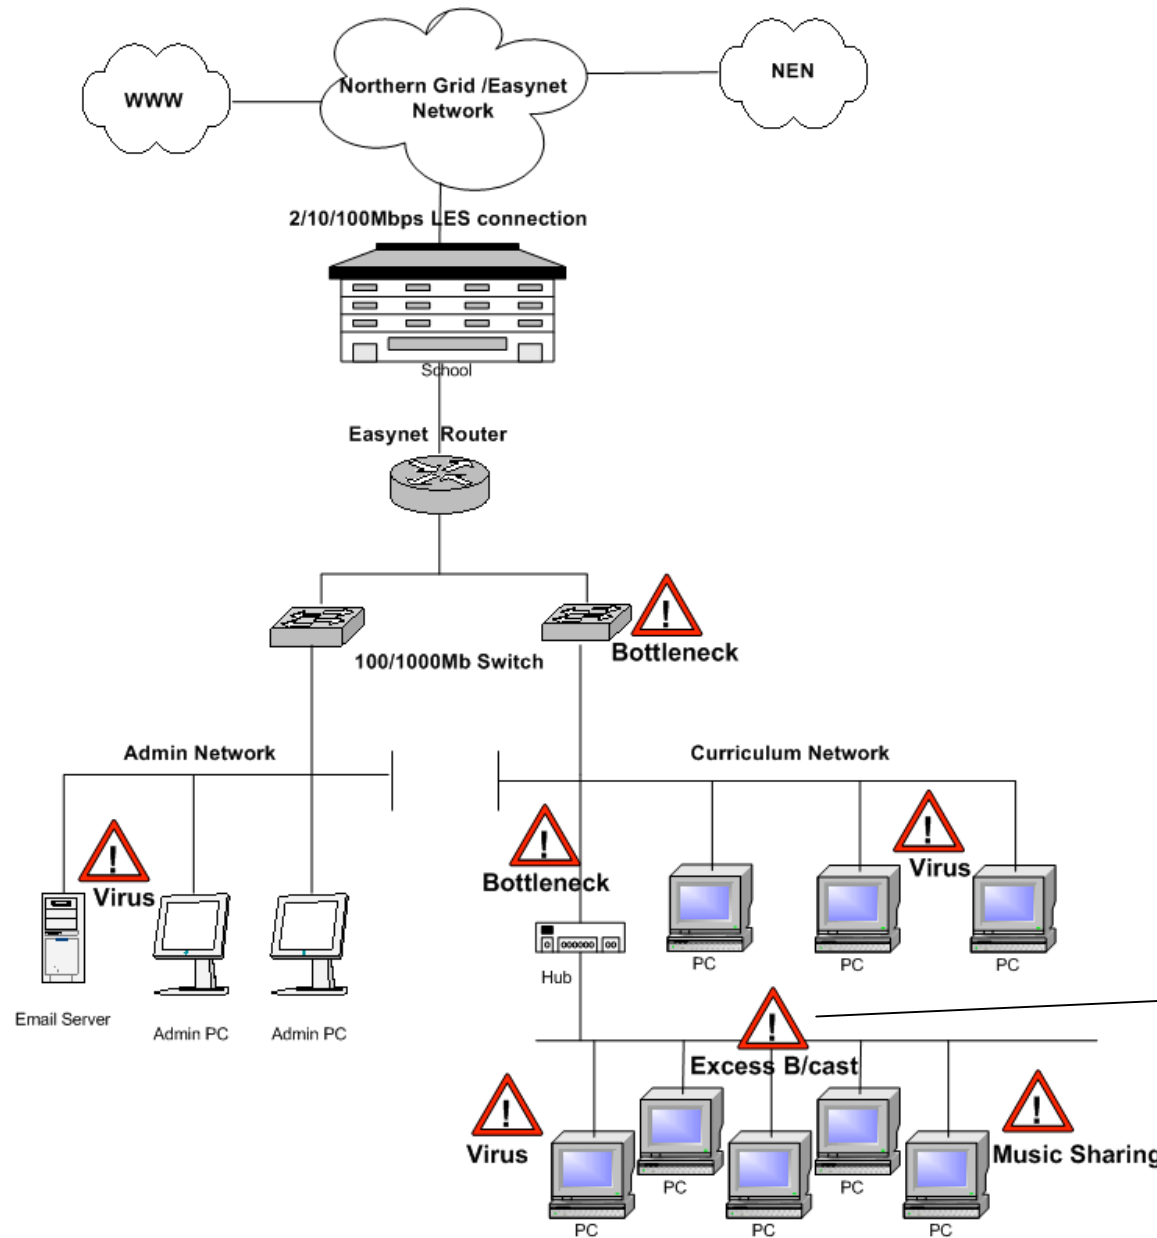 WWW
Northern Grid /Easynet
Network
NEN
2/10/100Mbps LES connection
School
Easynet Router
100/1000Mb Switch
Bottleneck
Admin Network
Curriculum Network
Virus
Bottleneck
Virus
Hub
PC
PC
PC
Email Server
Admin PC
Admin PC
Excess B/cast
Virus
Music Sharing
PC
PC
PC
PC
PC